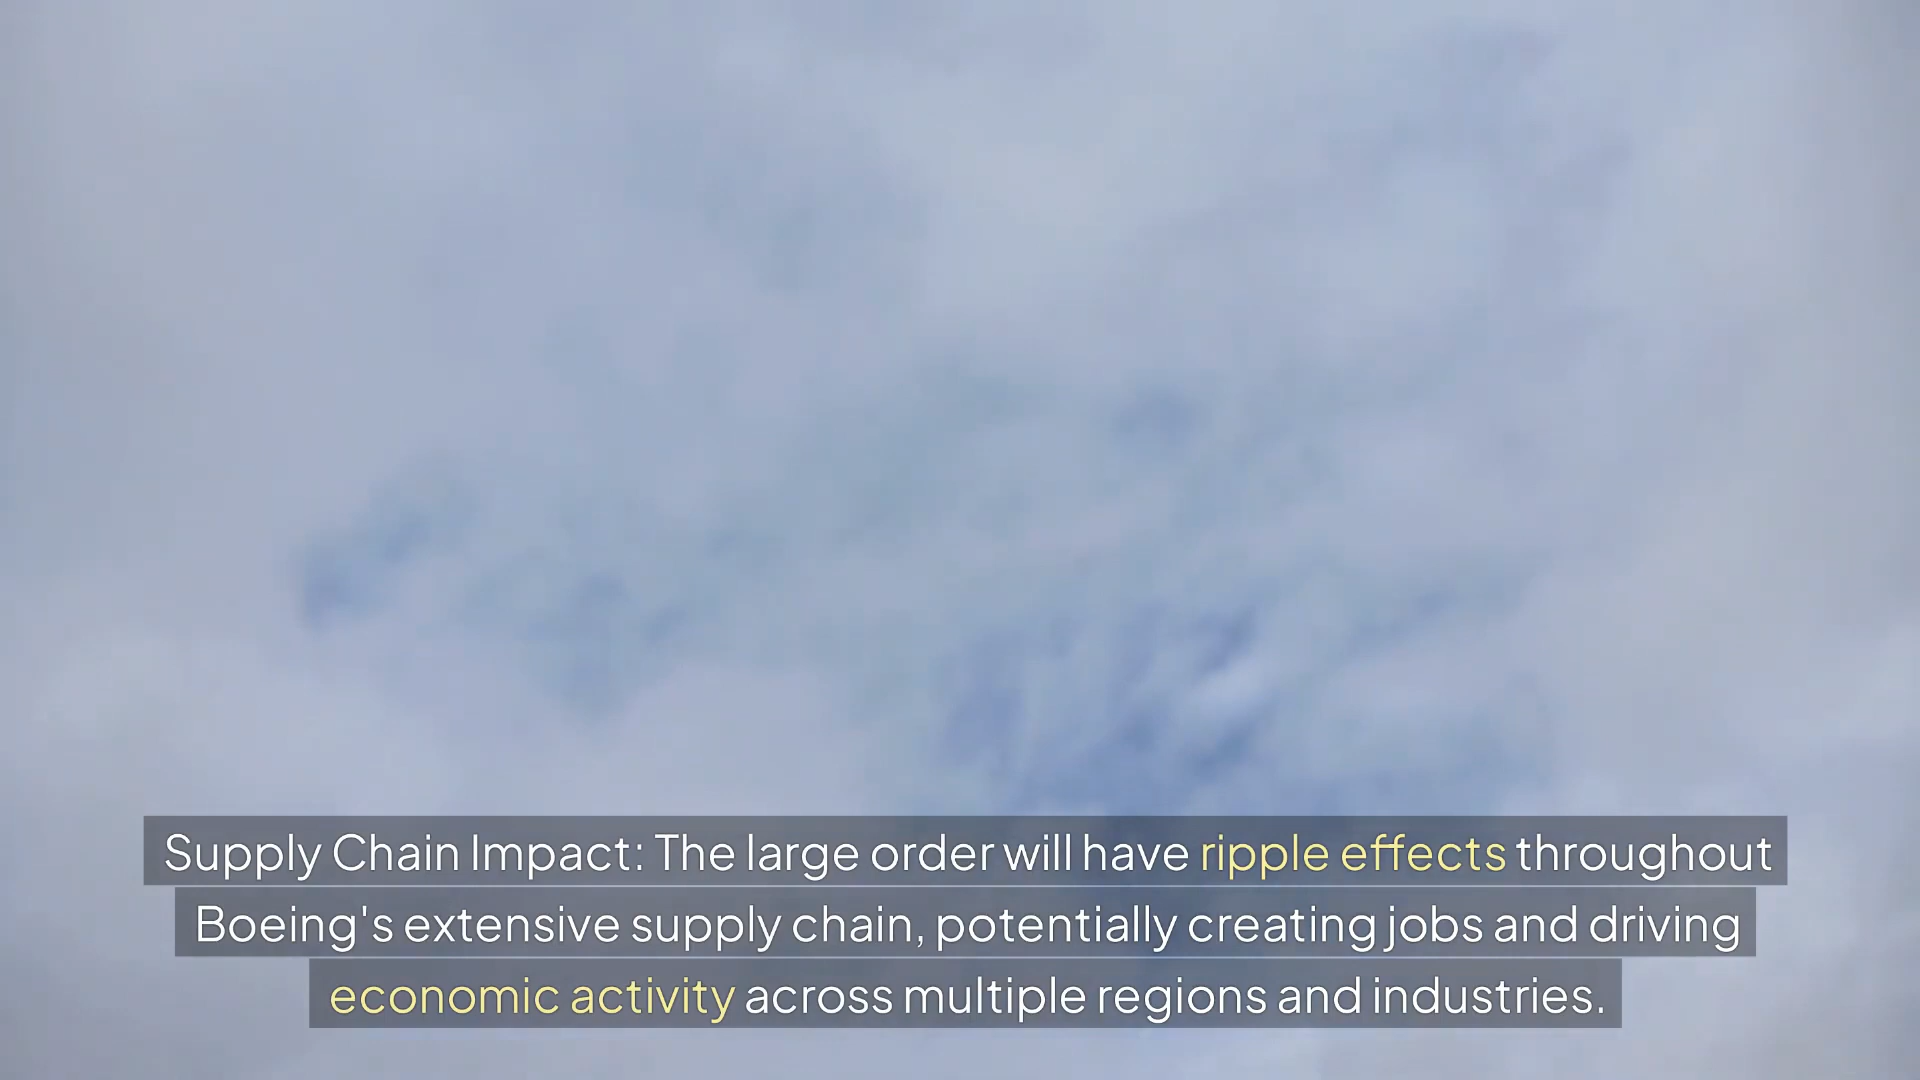 Supply Chain Impact: The large order will have ripple effects throughout
Boeing's extensive supply chain, potentially creating jobs and driving
economic activity across multiple regions and industries.